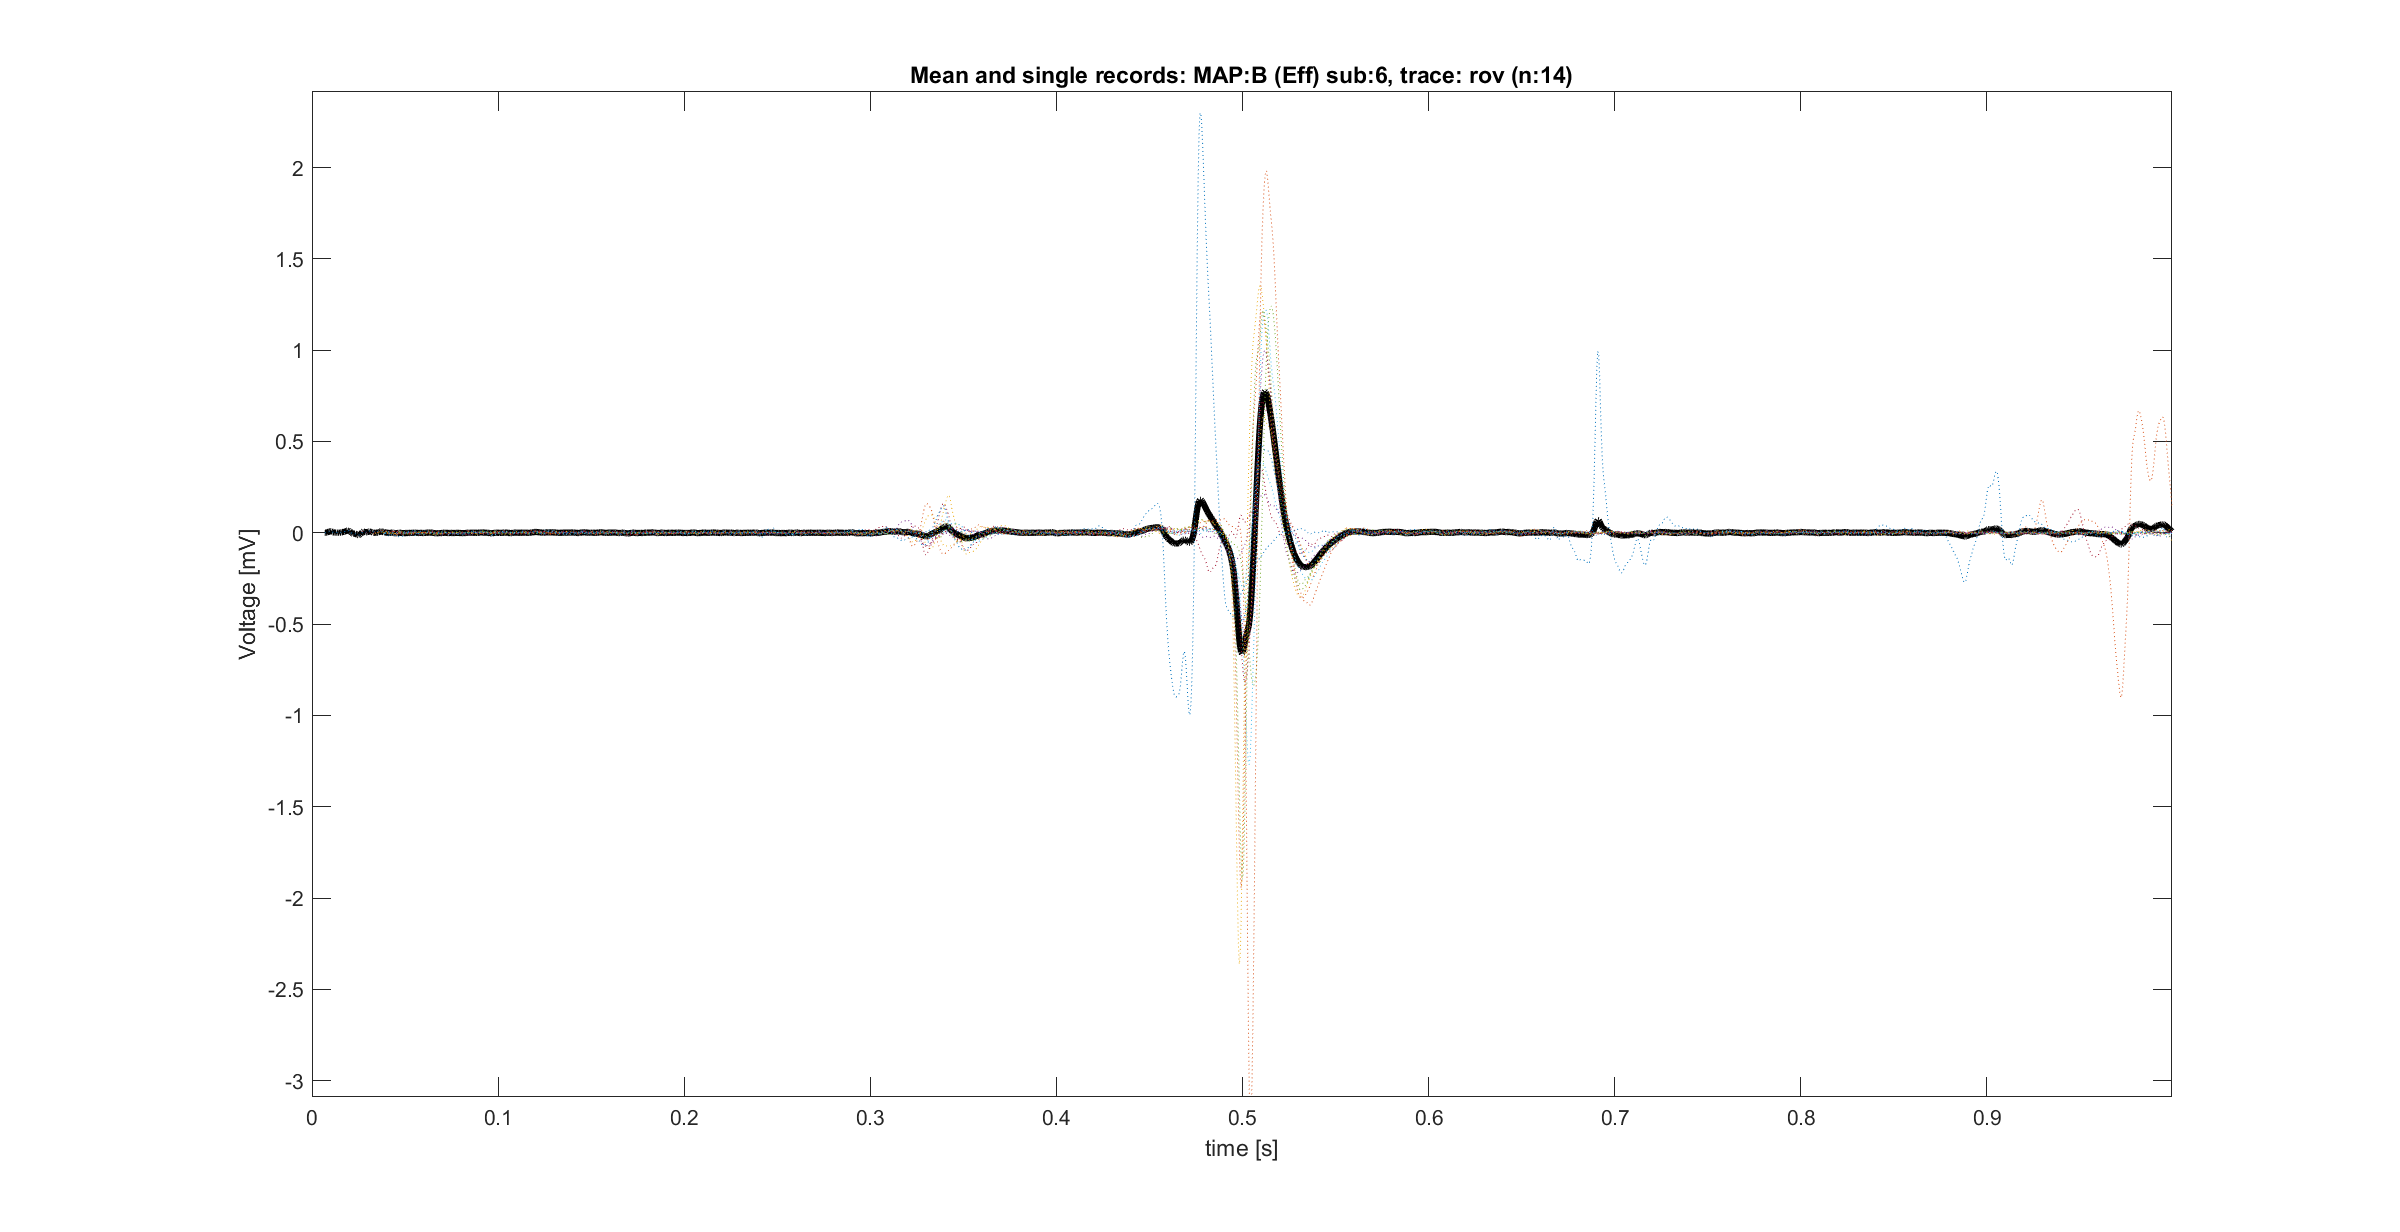 Mean and single records: MAP:B (Eff) sub:6, trace: rov (n:14)
2
1.5
1
0.5
0
-0.5
-1
-1.5
-2
-2.5
-3
Voltage [mV]
0 0.1 0.2 0.3 0.4 0.5 0.6 0.7 0.8 0.9
time [s]